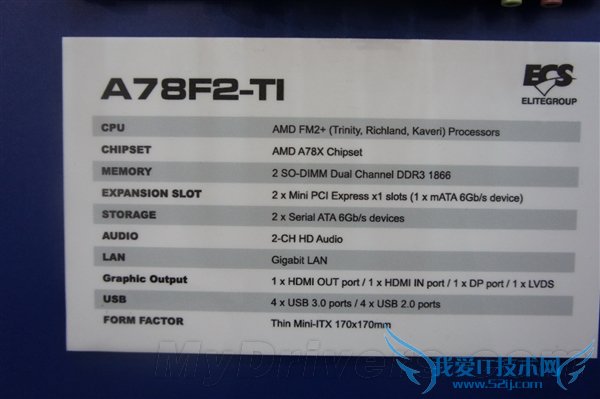 A78F2-TI
ECS
ELITEGROUP
CPU AMD FM2+ (Trinity, Richland, Kaveri) Processors
CHIPSET AMD A78X Chipset
MEMORY 2 SO-DIMM Dual Channel DDR3 1866
EXPANSION SLOT 2 x Mini PCI Express x1 slots (1 x mATA 6Gb/s device)
STORAGE 2 x Serial ATA 6Gb/s devices
AUDIO 2-CH HD Audio
LAN Gigabit LAN
Graphic Output 1 x HDMI OUT port / 1 x HDMI IN port / 1 x DP port / 1 x LVDS
USB 4 x USB 3.0 ports / 4 x USB 2.0 ports
FORM FACTOR Thin Mini-ITX 170x170mm
MyDrivers.com
我爱IT技术网
www.52ij.com